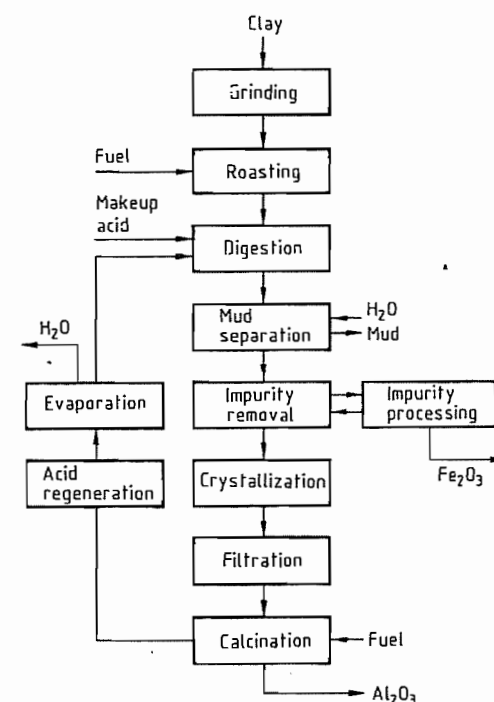 Clay
Grinding
Fuel
Roasting
Makeup
acid
Digestion
Mud
separation
H₂O
Mud
H₂O
Evaporation
Impurity
removal
Impurity
processing
Fe₂O₃
Acid
regeneration
Crystallization
Filtration
Calcination
Fuel
Al₂O₃